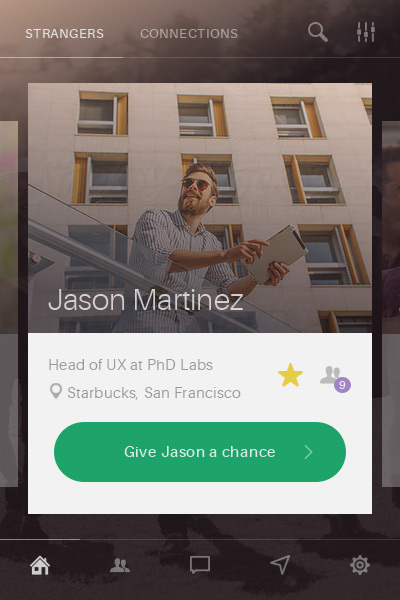 STRANGERS CONNECTIONS
Jason Martinez
Head of UX at PhD Labs
Starbucks, San Francisco
9
Give Jason a chance